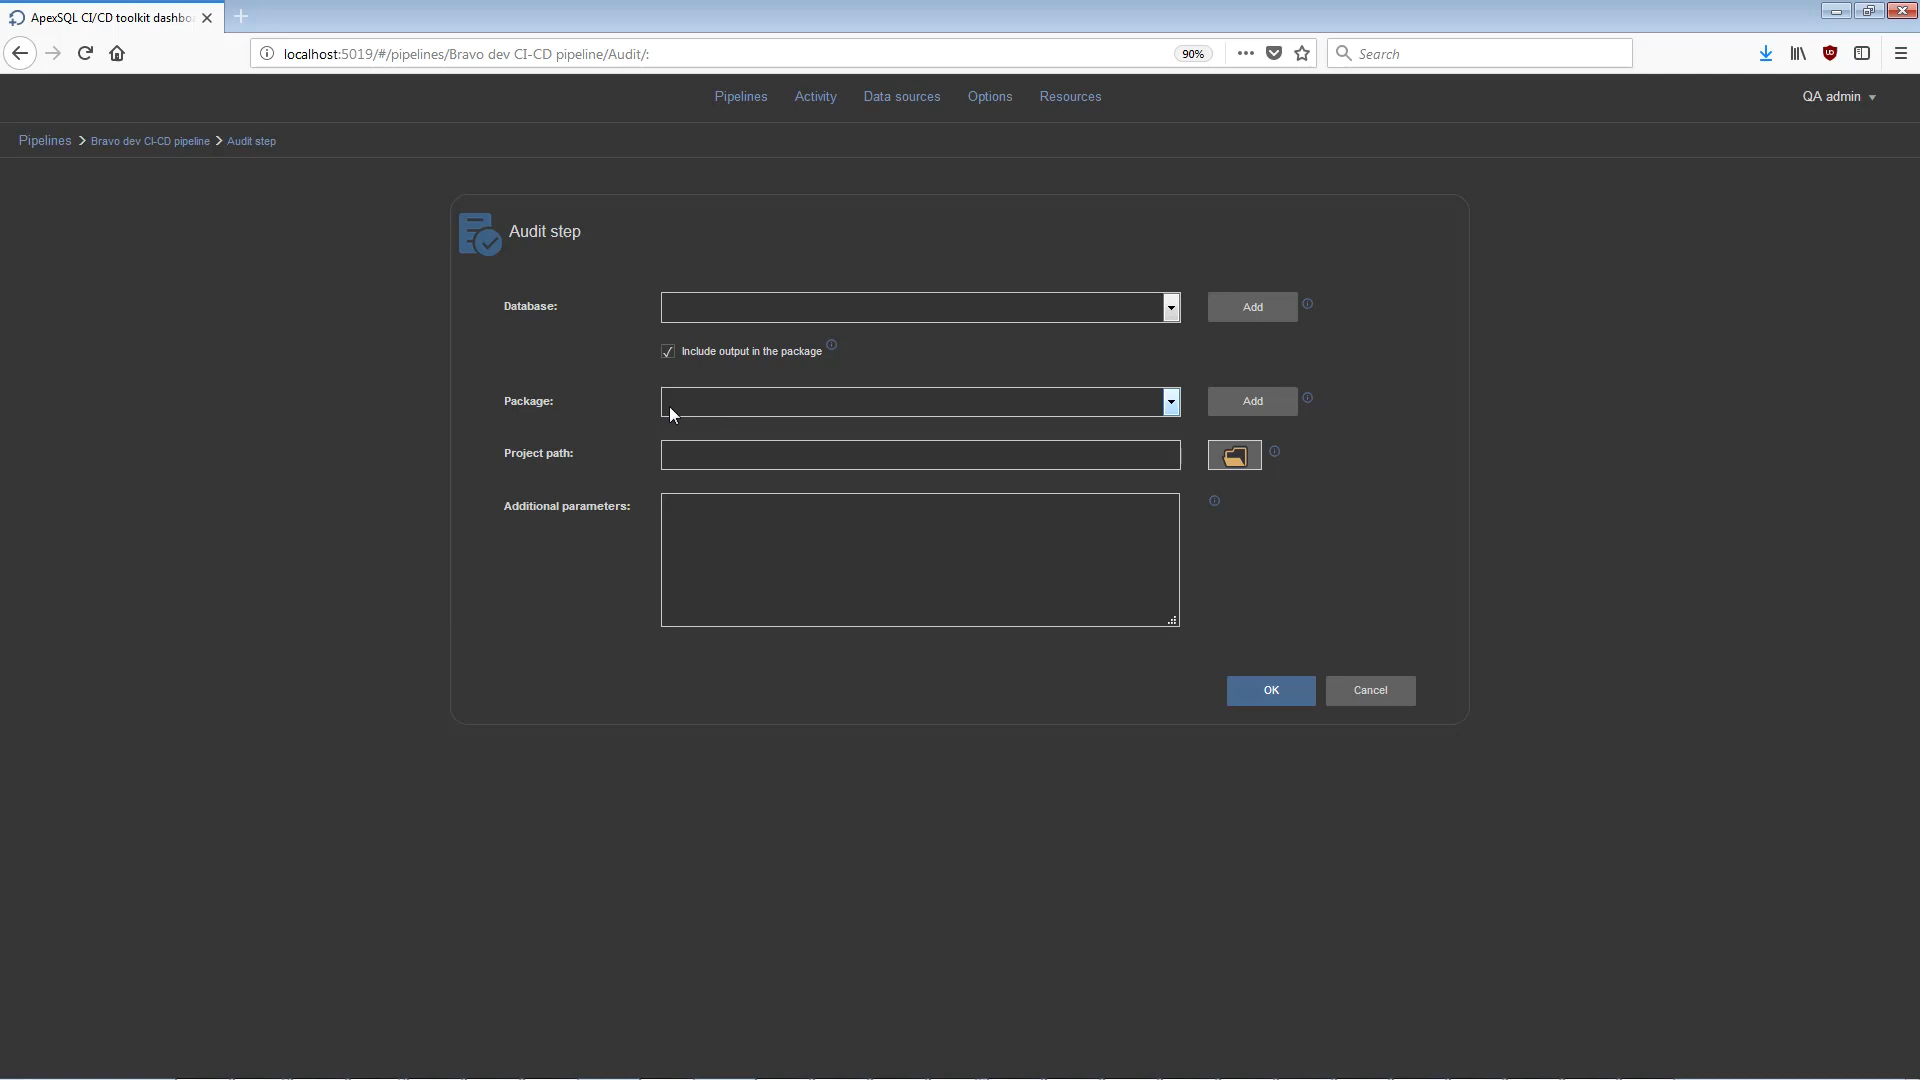 ApexSQL CI/CD toolkit dashbo
localhost:5019/#/pipelines/Bravo dev CI-CD pipeline/Audit/:
90%
Search
Pipelines
Activity
Data sources
Options
Resources
QA admin
Pipelines
Bravo dev CI-CD pipeline
Audit step
Audit step
Database:
Add
Include output in the package
Package:
Add
Project path:
Additional parameters:
OK
Cancel